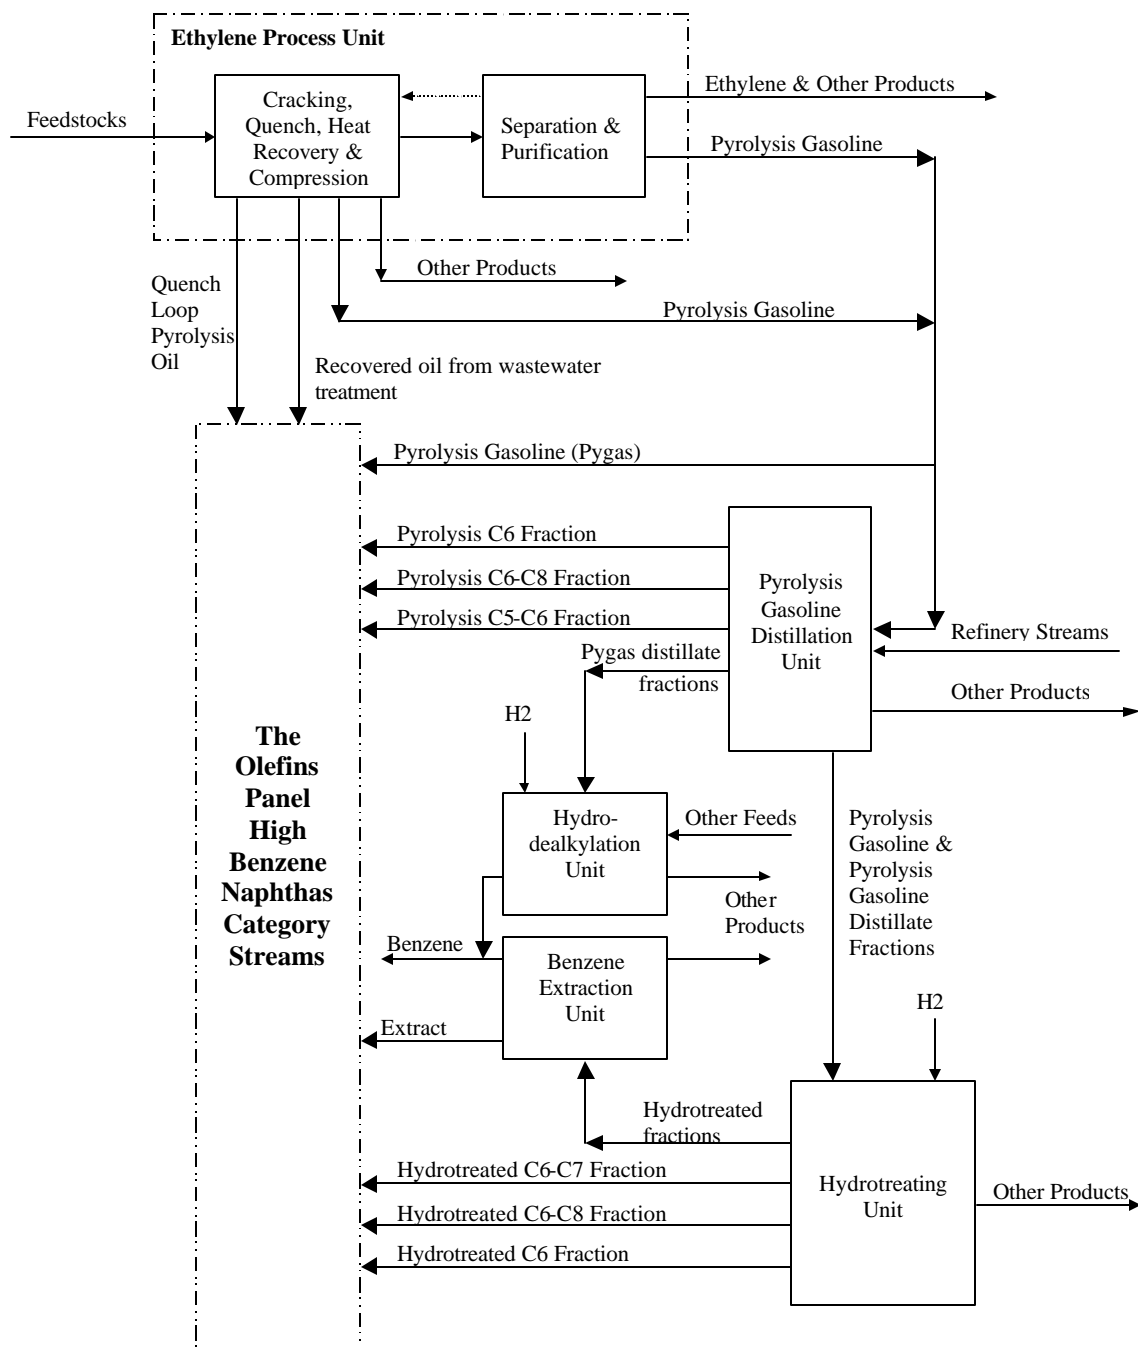 Ethylene Process Unit
Feedstocks
Cracking,
Quench, Heat
Recovery &
Compression
Separation &
Purification
Ethylene & Other Products
Pyrolysis Gasoline
Other Products
Pyrolysis Gasoline
Quench
Loop
Pyrolysis
Oil
Recovered oil from wastewater
treatment
Pyrolysis Gasoline (Pygas)
Pyrolysis C6 Fraction
Pyrolysis C6-C8 Fraction
Pyrolysis C5-C6 Fraction
Pygas distillate
fractions
Pyrolysis
Gasoline
Distillation
Unit
Refinery Streams
Other Products
The
Olefins
Panel
High
Benzene
Naphthas
Category
Streams
H2
Hydro-
dealkylation
Unit
Other Feeds
Other
Products
Pyrolysis
Gasoline &
Pyrolysis
Gasoline
Distillate
Fractions
Benzene
Benzene
Extraction
Unit
Extract
H2
Hydrotreated
fractions
Hydrotreated C6-C7 Fraction
Hydrotreated C6-C8 Fraction
Hydrotreated C6 Fraction
Hydrotreating
Unit
Other Products